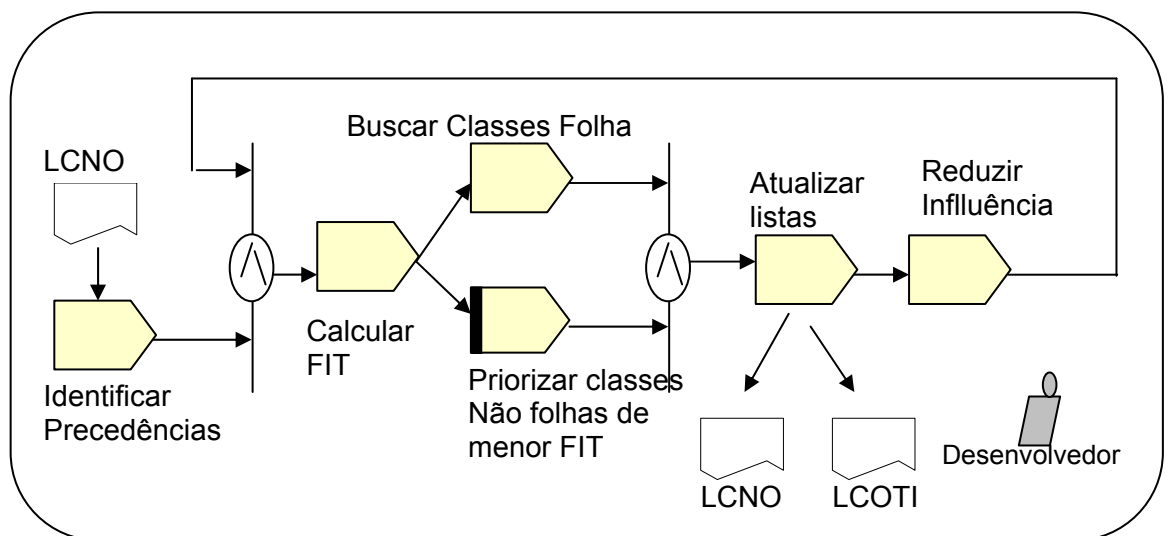 Buscar Classes Folha
LCNO
Atualizar
listas
Reduzir
Inflluência
Calcular
FIT
Identificar
Precedências
Priorizar classes
Não folhas de
menor FIT
LCNO
LCOTI
Desenvolvedor